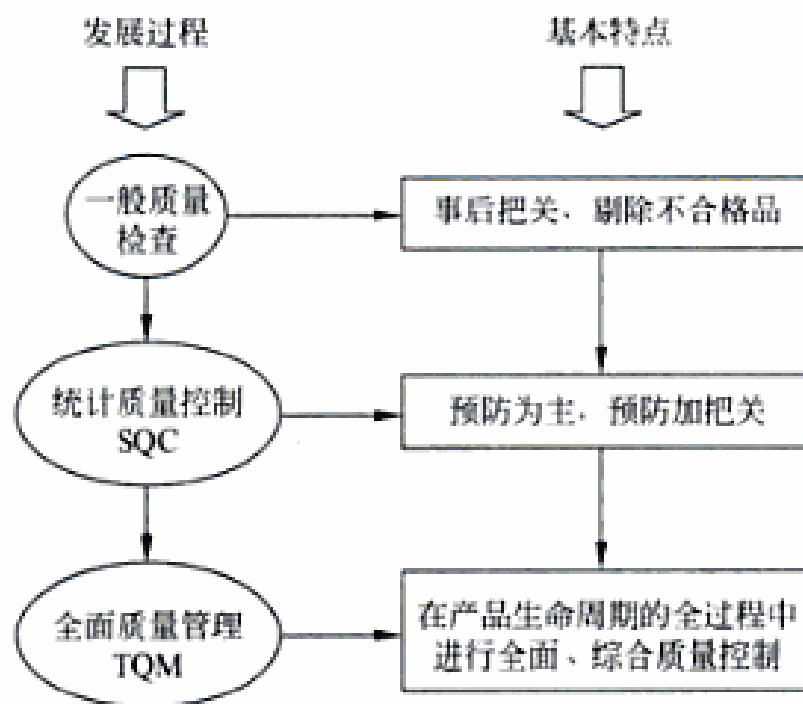 发展过程
基本特点
一般质量
检查
事后把关、剔除不合格品
统计质量控制
SQC
预防为主，预防加把关
全面质量管理
TQM
在产品生命周期的全过程中
进行全面、综合质量控制